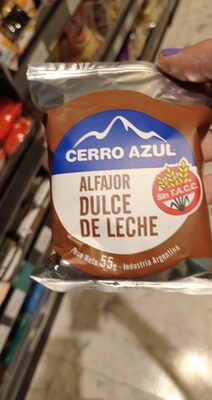 CERRO AZUL
ALFAJOR
DULCE
DE LECHE
Sin T.A.C.C.
Peso Neto 55g - Industria Argentina